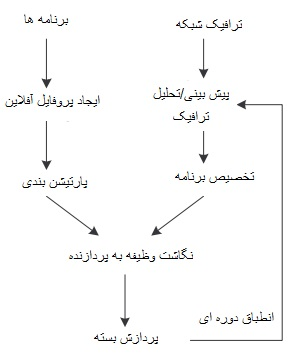 ترافیک شبکه
برنامه ها
پیش بینی/تحلیل
ترافیک
ایجاد پروفایل آفلاین
تخصیص برنامه
پارتیشن بندی
نگاشت وظیفه به پردازنده
انطباق دوره ای
پردازش بسته